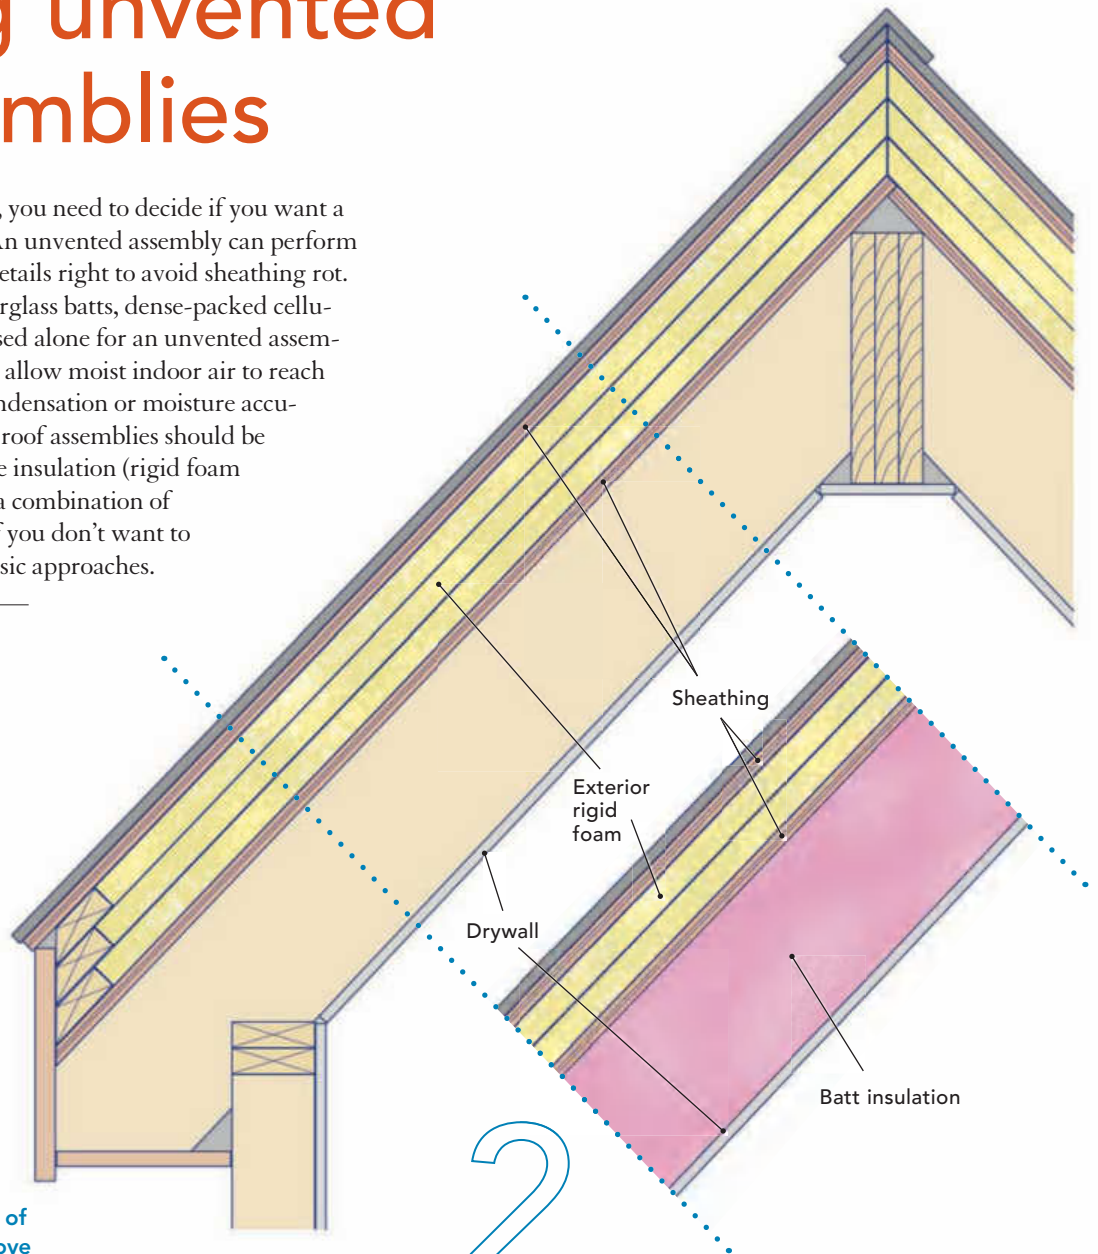 g unvented
mblies
, you need to decide if you want a
An unvented assembly can perform
etails right to avoid sheathing rot.
rglass batts, dense-packed cellu-
sed alone for an unvented assem-
allow moist indoor air to reach
ndensation or moisture accu-
roof assemblies should be
e insulation (rigid foam
a combination of
f you don’t want to
sic approaches.
Sheathing
Exterior
rigid
foam
Drywall
Batt insulation
2
of
ove